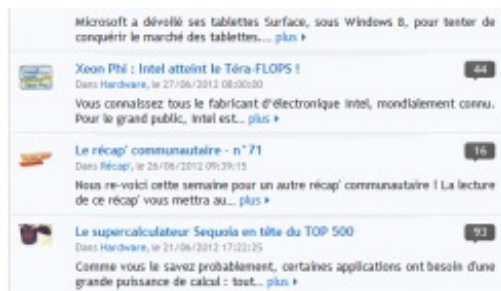 Microsoft a dévoilé ses tablettes Surface, sous Windows 8, pour tenter de
conquérir le marché des tablettes... plus
Xeon Phi : Intel atteint le Téra-FLOPS !
44
Dans Hardware, le 27/06/2012 08:00:00
Vous connaissez tous le fabricant d'électronique Intel, mondialement connu.
Pour le grand public, Intel est... plus
Le récap' communautaire - n°71
16
Dans Récap', le 26/06/2012 09:39:15
Nous re-voici cette semaine pour un autre récap' communautaire ! La lecture
de ce récap' vous mettra au... plus
Le supercalculateur Sequoia en tête du TOP 500
93
Dans Hardware, le 21/06/2012 17:22:25
Comme vous le savez probablement, certaines applications ont besoin d'une
grande puissance de calcul : tout... plus